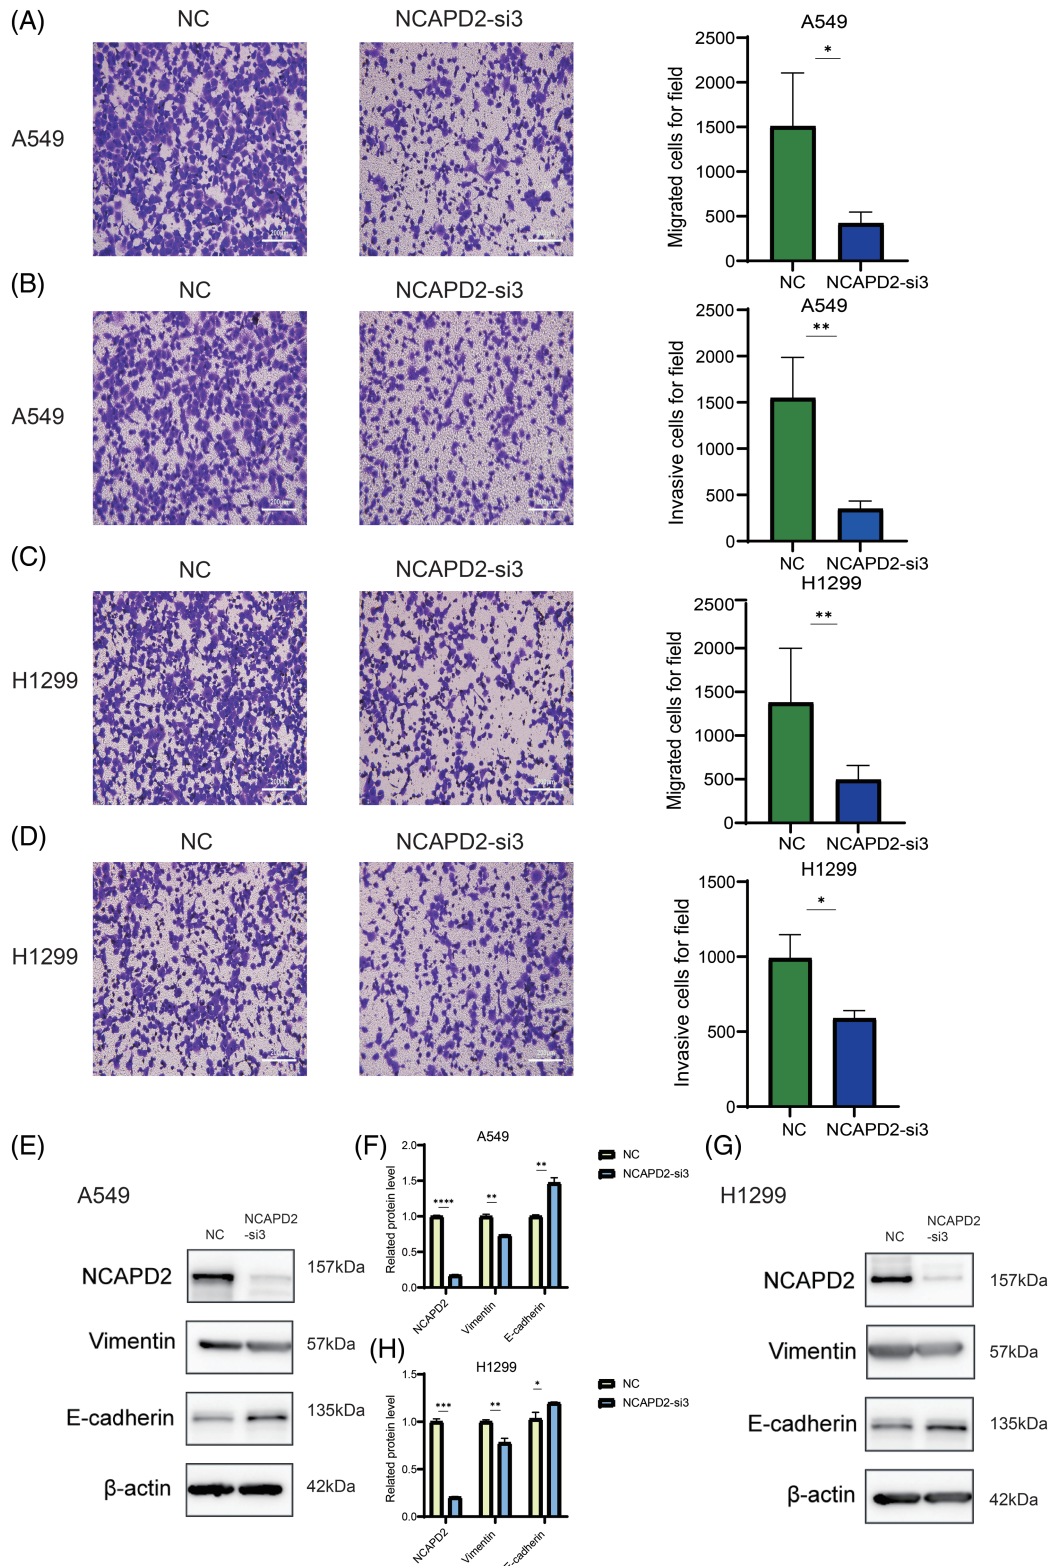 (A)
NC
NCAPD2-si3
A549
200μm
A549
Migrated cells for field
2500
2000
1500
1000
500
0
*
NC
NCAPD2-si3
(B)
NC
NCAPD2-si3
A549
200μm
A549
Invasive cells for field
2500
2000
1500
1000
500
0
**
NC
NCAPD2-si3
(C)
NC
NCAPD2-si3
H1299
200μm
H1299
Migrated cells for field
2500
2000
1500
1000
500
0
**
NC
NCAPD2-si3
(D)
NC
NCAPD2-si3
H1299
200μm
H1299
Invasive cells for field
1500
1000
500
0
*
NC
NCAPD2-si3
(E)
A549
NC
NCAPD2
-si3
NCAPD2
157kDa
Vimentin
57kDa
E-cadherin
135kDa
β-actin
42kDa
(F)
A549
Related protein level
2.0
1.5
1.0
0.5
0.0
****
**
**
NCAPD2
Vimentin
E-cadherin
NC
NCAPD2-si3
(G)
H1299
NC
NCAPD2
-si3
NCAPD2
157kDa
Vimentin
57kDa
E-cadherin
135kDa
β-actin
42kDa
(H)
H1299
Related protein level
1.5
1.0
0.5
0.0
***
**
*
NCAPD2
Vimentin
E-cadherin
NC
NCAPD2-si3